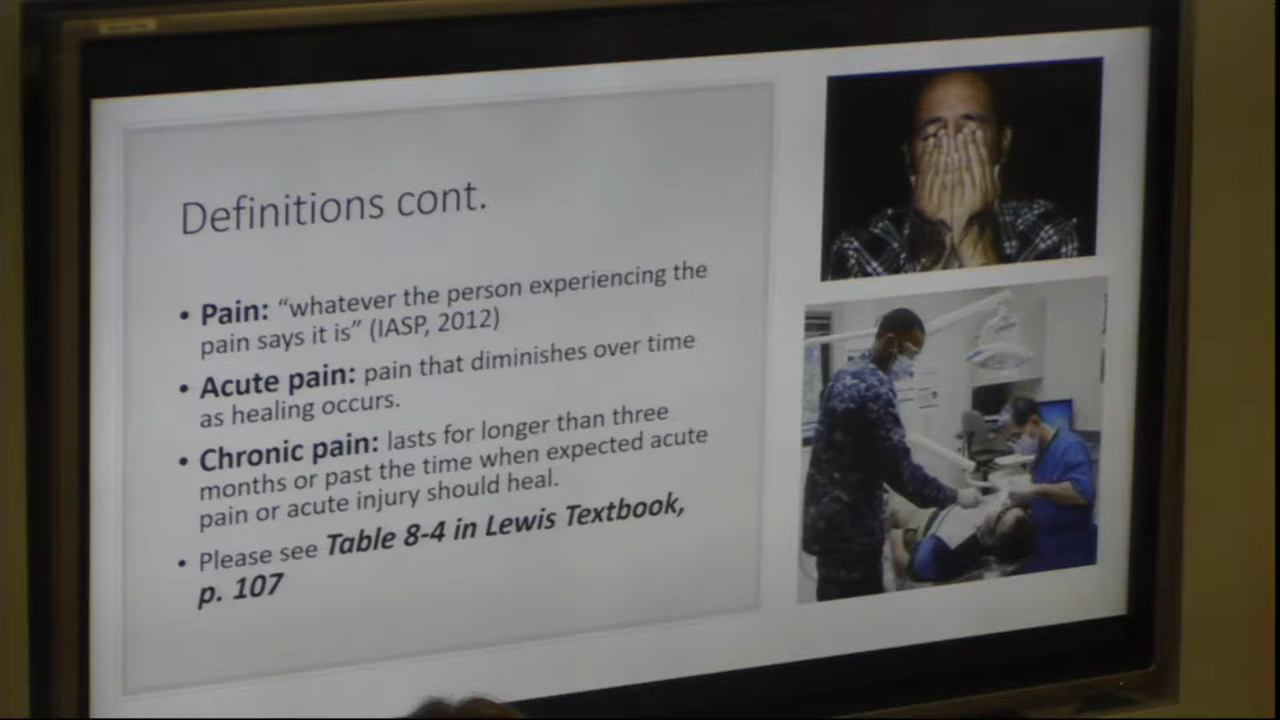 Definitions cont.
• Pain: “whatever the person experiencing the
pain says it is” (IASP, 2012)
• Acute pain: pain that diminishes over time
as healing occurs.
• Chronic pain: lasts for longer than three
months or past the time when expected acute
pain or acute injury should heal.
• Please see Table 8-4 in Lewis Textbook,
p. 107